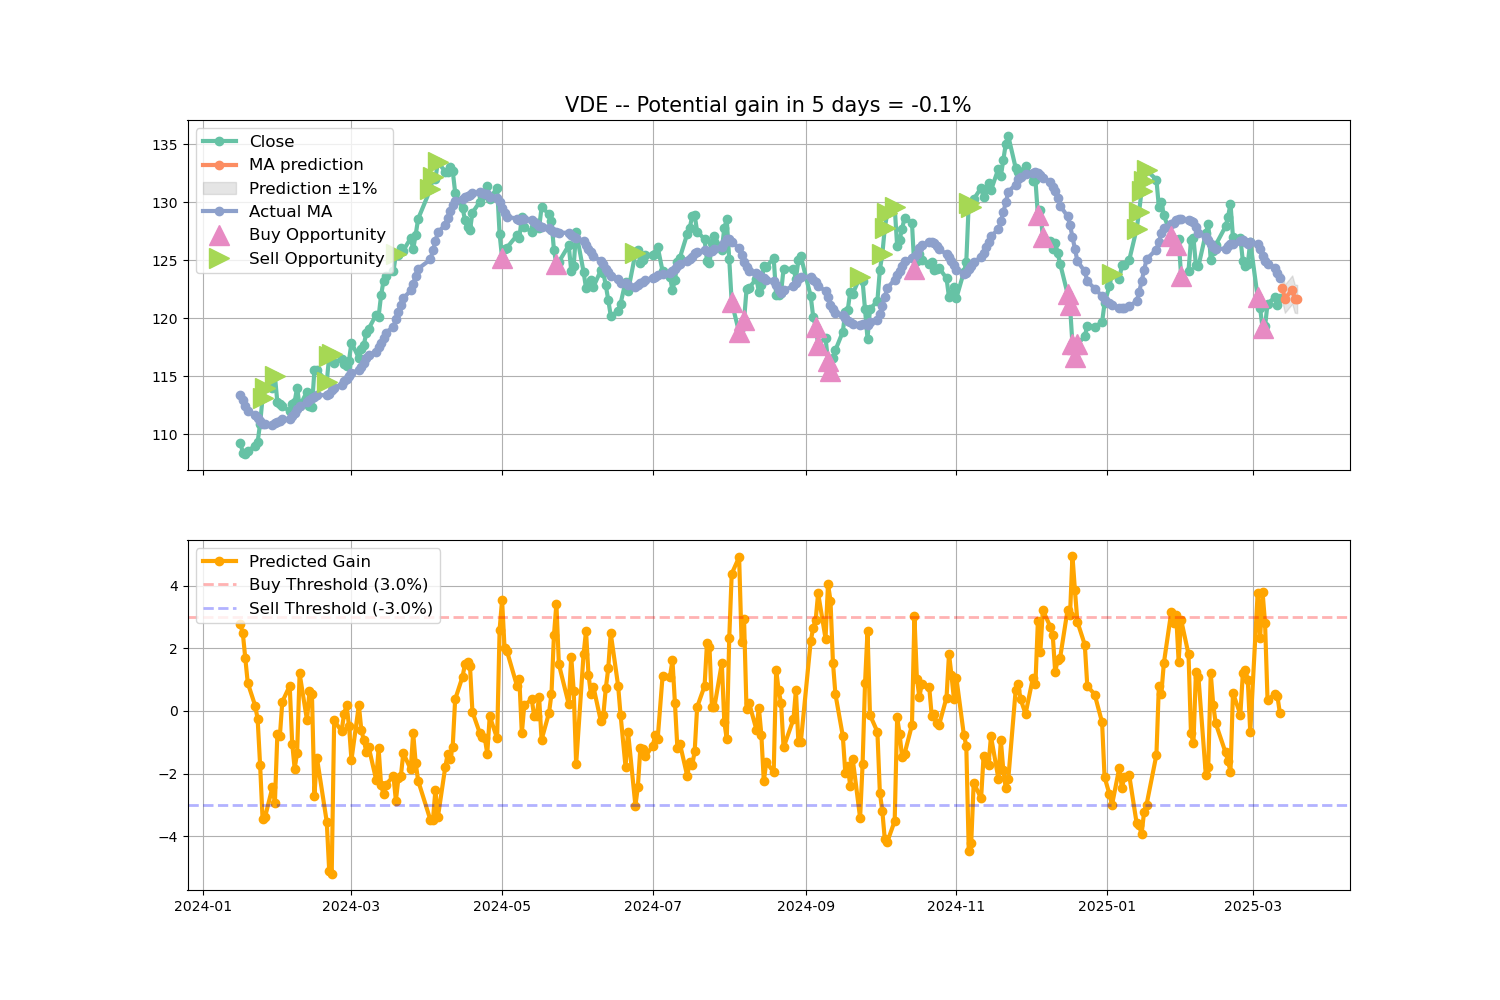 VDE -- Potential gain in 5 days = -0.1%
135
130
125
120
115
110
Close
MA prediction
Prediction ±1%
Actual MA
Buy Opportunity
Sell Opportunity
4
2
0
−2
−4
Predicted Gain
Buy Threshold (3.0%)
Sell Threshold (-3.0%)
2024-01 2024-03 2024-05 2024-07 2024-09 2024-11 2025-01 2025-03